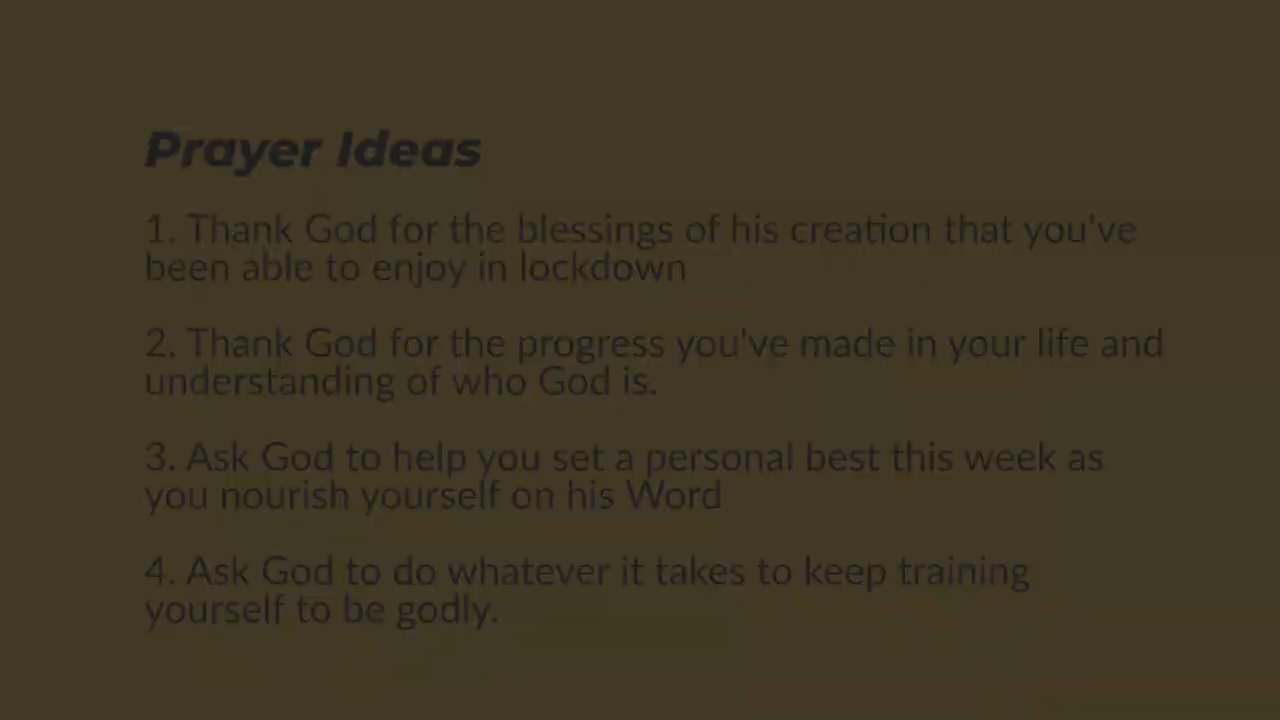 Prayer Ideas
1. Thank God for the blessings of his creation that you've
been able to enjoy in lockdown
2. Thank God for the progress you've made in your life and
understanding of who God is.
3. Ask God to help you set a personal best this week as
you nourish yourself on his Word
4. Ask God to do whatever it takes to keep training
yourself to be godly.